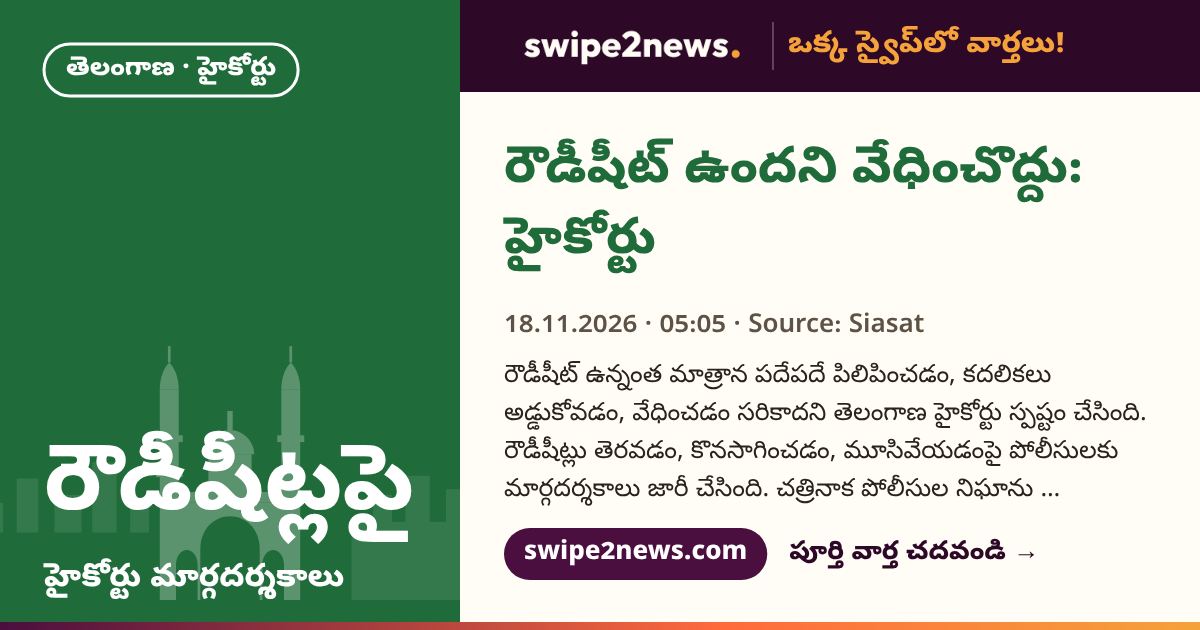 తెలంగాణ · హైకోర్టు
రౌడీషీట్లపై
హైకోర్టు మార్గదర్శకాలు
swipe2news. | ఒక్క స్వైప్‌లో వార్తలు!
రౌడీషీట్ ఉందని వేధించొద్దు:
హైకోర్టు
18.11.2026 · 05:05 · Source: Siasat
రౌడీషీట్ ఉన్నంత మాత్రాన పదేపదే పిలిపించడం, కదలికలు
అడ్డుకోవడం, వేధించడం సరికాదని తెలంగాణ హైకోర్టు స్పష్టం చేసింది.
రౌడీషీట్లు తెరవడం, కొనసాగించడం, మూసివేయడంపై పోలీసులకు
మార్గదర్శకాలు జారీ చేసింది. చత్రినాక పోలీసుల నిఘాను ...
swipe2news.com పూర్తి వార్త చదవండి →